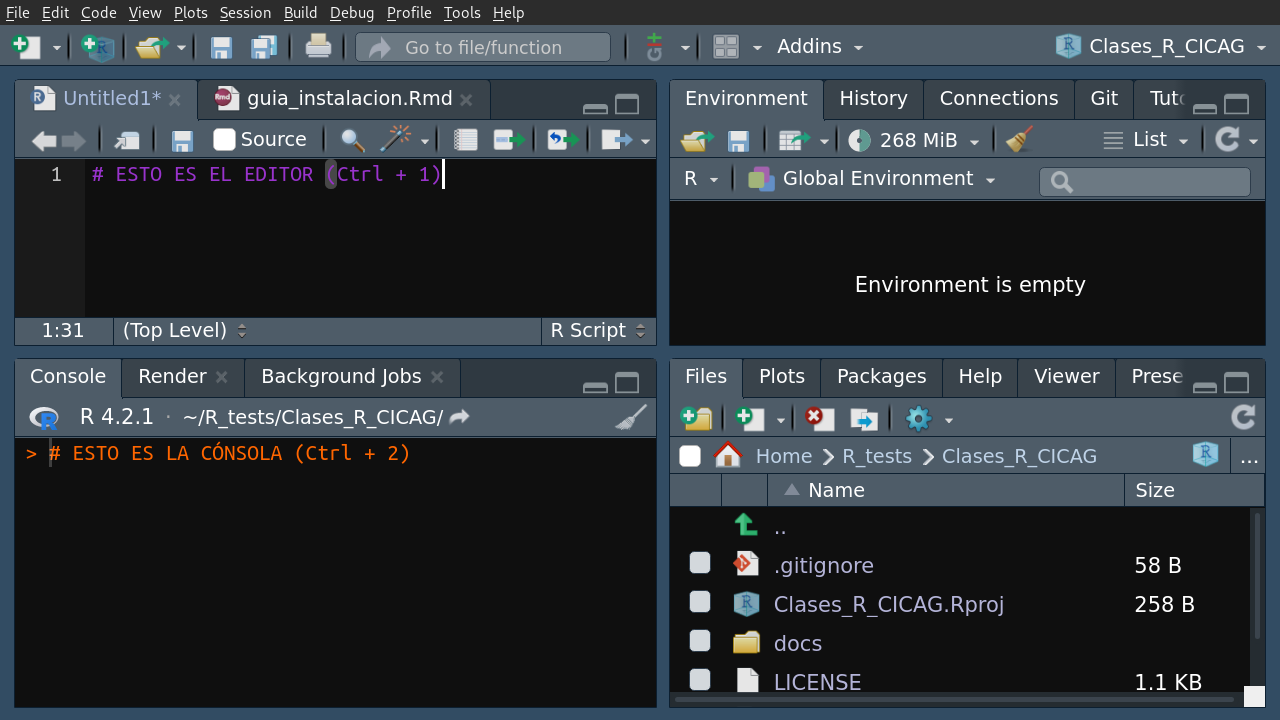 File Edit Code View Plots Session Build Debug Profile Tools Help
Go to file/function Addins Clases_R_CICAG
Untitled1* guia_instalacion.Rmd
Source
1 # ESTO ES EL EDITOR (Ctrl + 1)
1:31 (Top Level) R Script
Environment History Connections Git Tuto
268 MiB List
R Global Environment
Environment is empty
Console Render Background Jobs
R 4.2.1 · ~/R_tests/Clases_R_CICAG/
> # ESTO ES LA CÓNSOLA (Ctrl + 2)
Files Plots Packages Help Viewer Prese
Home R_tests Clases_R_CICAG ...
Name Size
..
.gitignore 58 B
Clases_R_CICAG.Rproj 258 B
docs
LICENSE 1.1 KB